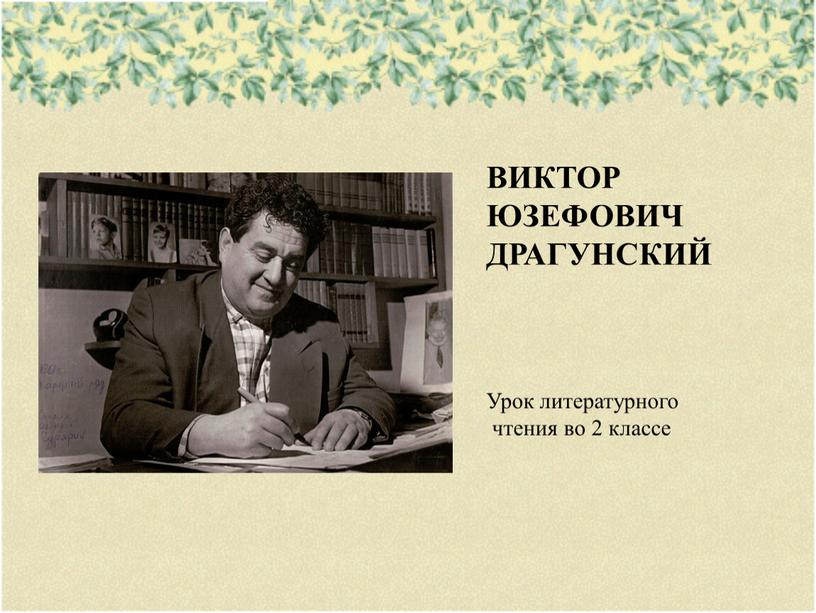 ВИКТОР
ЮЗЕФОВИЧ
ДРАГУНСКИЙ
Урок литературного
чтения во 2 классе